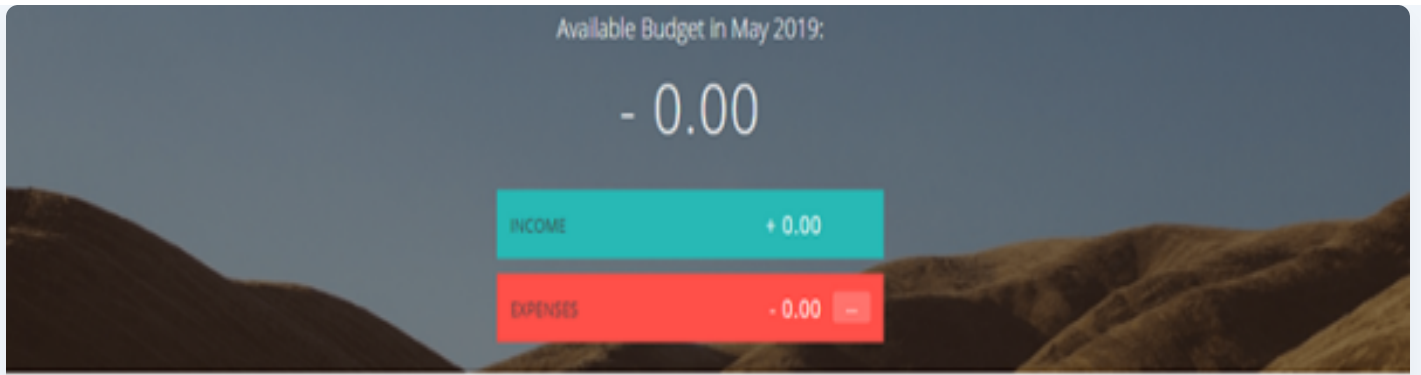 Available Budget in May 2019:
- 0.00
INCOME + 0.00
EXPENSES - 0.00 ---